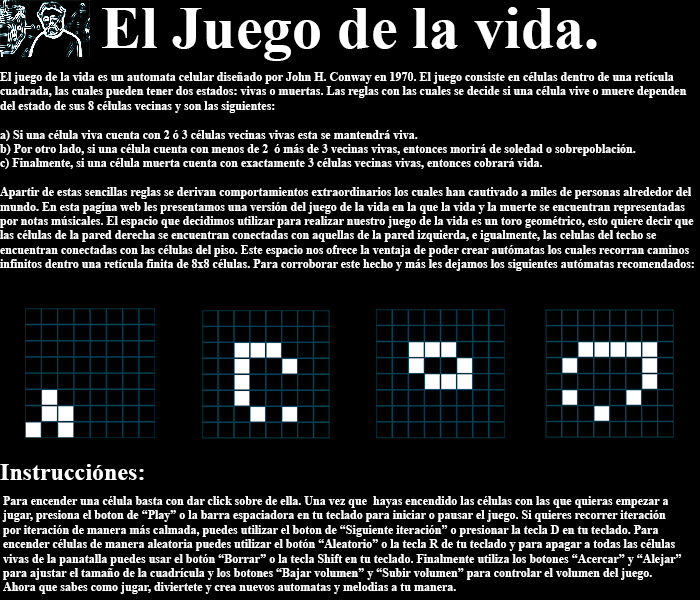 El Juego de la vida.
El juego de la vida es un automata celular diseñado por John H. Conway en 1970. El juego consiste en células dentro de una retícula
cuadrada, las cuales pueden tener dos estados: vivas o muertas. Las reglas con las cuales se decide si una célula vive o muere dependen
del estado de sus 8 células vecinas y son las siguientes:
a) Si una célula viva cuenta con 2 ó 3 células vecinas vivas esta se mantendrá viva.
b) Por otro lado, si una célula cuenta con menos de 2 ó más de 3 vecinas vivas, entonces morirá de soledad o sobrepoblación.
c) Finalmente, si una célula muerta cuenta con exactamente 3 células vecinas vivas, entonces cobrará vida.
Apartir de estas sencillas reglas se derivan comportamientos extraordinarios los cuales han cautivado a miles de personas alrededor del
mundo. En esta pagína web les presentamos una versión del juego de la vida en la que la vida y la muerte se encuentran representadas
por notas músicales. El espacio que decidimos utilizar para realizar nuestro juego de la vida es un toro geométrico, esto quiere decir que
las células de la pared derecha se encuentran conectadas con aquellas de la pared izquierda, e igualmente, las celulas del techo se
encuentran conectadas con las células del piso. Este espacio nos ofrece la ventaja de poder crear autómatas los cuales recorran caminos
infinitos dentro una retícula finita de 8x8 células. Para corroborar este hecho y más les dejamos los siguientes autómatas recomendados:
Instrucciónes:
Para encender una célula basta con dar click sobre de ella. Una vez que hayas encendido las células con las que quieras empezar a
jugar, presiona el boton de “Play” o la barra espaciadora en tu teclado para iniciar o pausar el juego. Si quieres recorrer iteración
por iteración de manera más calmada, puedes utilizar el boton de “Siguiente iteración” o presionar la tecla D en tu teclado. Para
encender células de manera aleatoria puedes utilizar el botón “Aleatorio” o la tecla R de tu teclado y para apagar a todas las células
vivas de la panatalla puedes usar el botón “Borrar” o la tecla Shift en tu teclado. Finalmente utiliza los botones “Acercar” y “Alejar”
para ajustar el tamaño de la cuadrícula y los botones “Bajar volumen” y “Subir volumen” para controlar el volumen del juego.
Ahora que sabes como jugar, diviertete y crea nuevos automatas y melodias a tu manera.